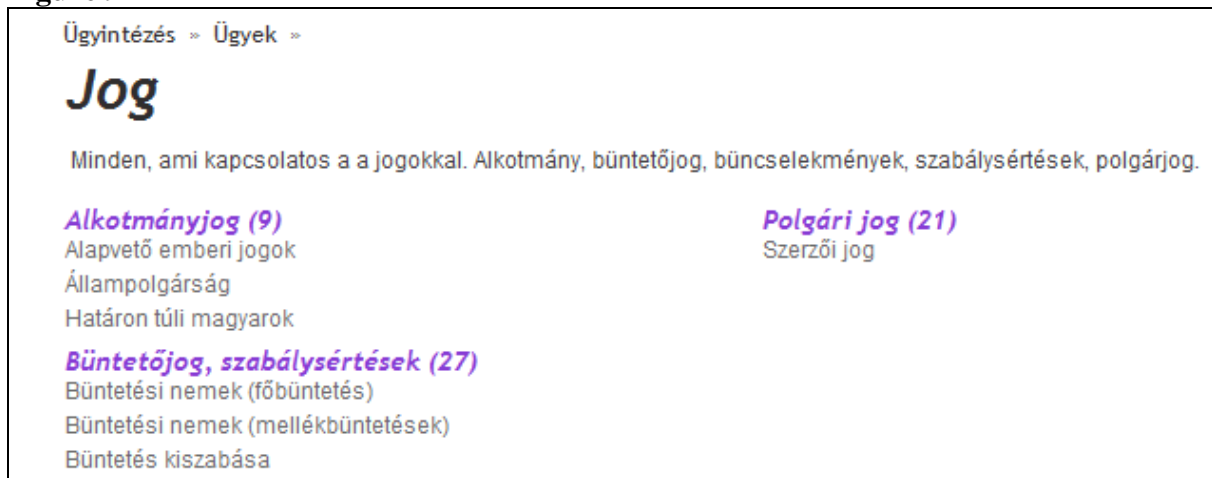 Ügyintézés » Ügyek »
Jog
Minden, ami kapcsolatos a a jogokkal. Alkotmány, büntetőjog, büncselekmények, szabálysértések, polgárjog.
Alkotmányjog (9)
Alapvető emberi jogok
Állampolgárság
Határon túli magyarok
Büntetőjog, szabálysértések (27)
Büntetési nemek (főbüntetés)
Büntetési nemek (mellékbüntetések)
Büntetés kiszabása
Polgári jog (21)
Szerzői jog